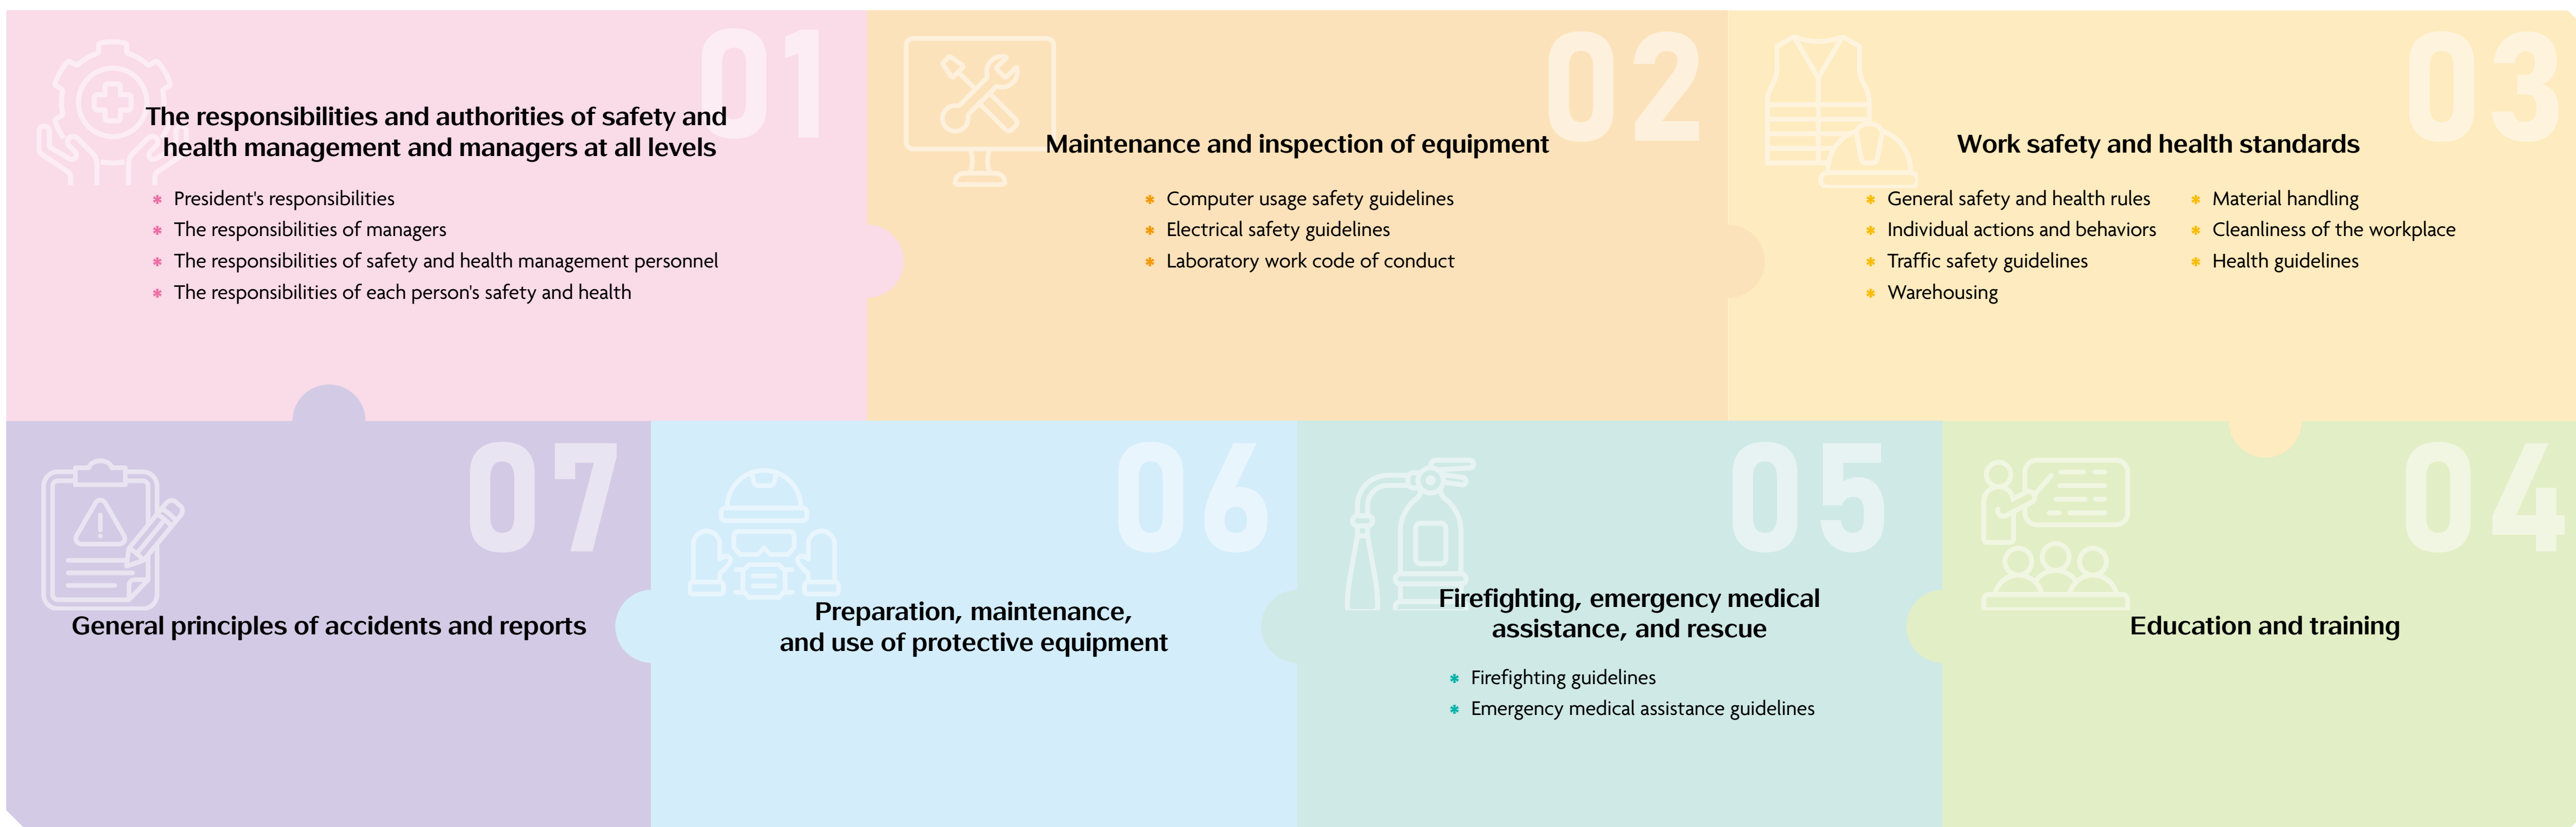 01
The responsibilities and authorities of safety and
health management and managers at all levels
President's responsibilities
The responsibilities of managers
The responsibilities of safety and health management personnel
The responsibilities of each person's safety and health
02
Maintenance and inspection of equipment
Computer usage safety guidelines
Electrical safety guidelines
Laboratory work code of conduct
03
Work safety and health standards
General safety and health rules
Individual actions and behaviors
Traffic safety guidelines
Warehousing
Material handling
Cleanliness of the workplace
Health guidelines
04
Education and training
05
Firefighting, emergency medical
assistance, and rescue
Firefighting guidelines
Emergency medical assistance guidelines
06
Preparation, maintenance,
and use of protective equipment
07
General principles of accidents and reports